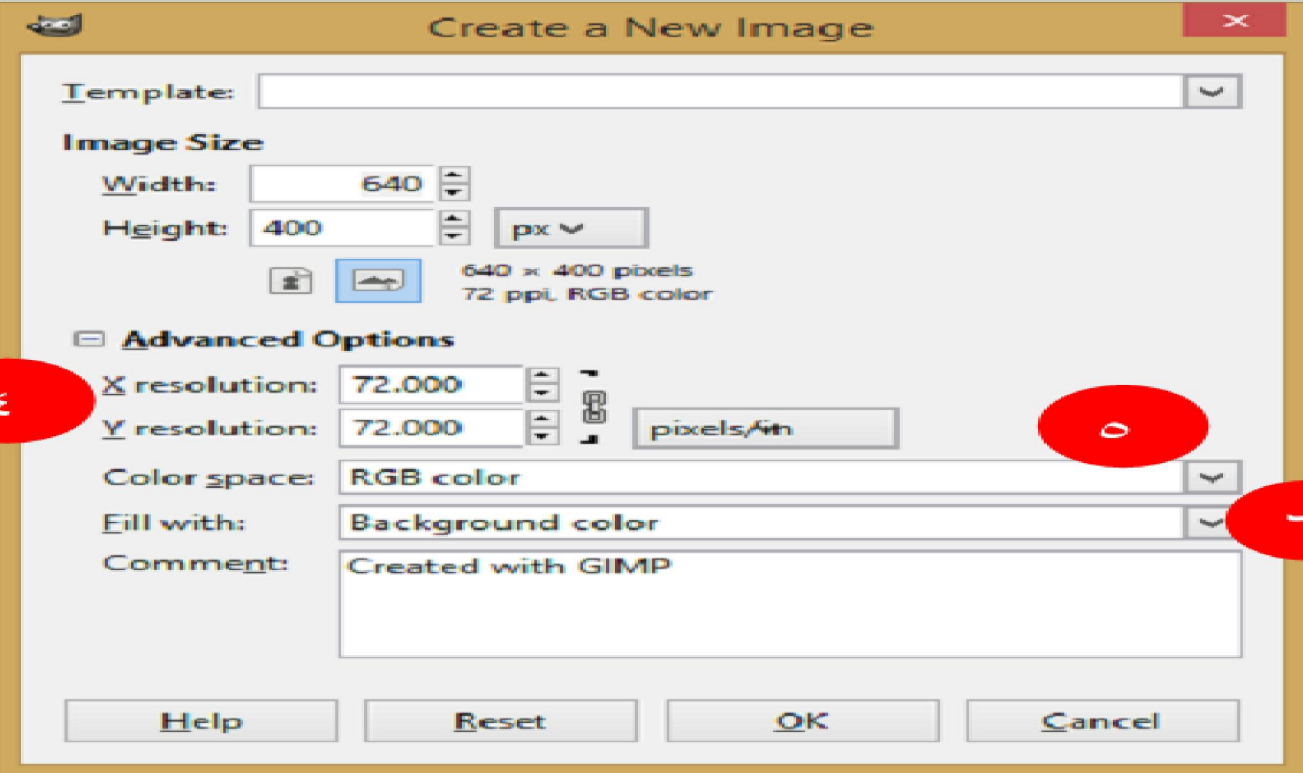 Create a New Image
Template:
Image Size
Width: 640
Height: 400 px
640 × 400 pixels
72 ppi, RGB color
Advanced Options
X resolution: 72.000
٤
Y resolution: 72.000 pixels/in
٥
Color space: RGB color
Fill with: Background color
Comment: Created with GIMP
Help Reset OK Cancel